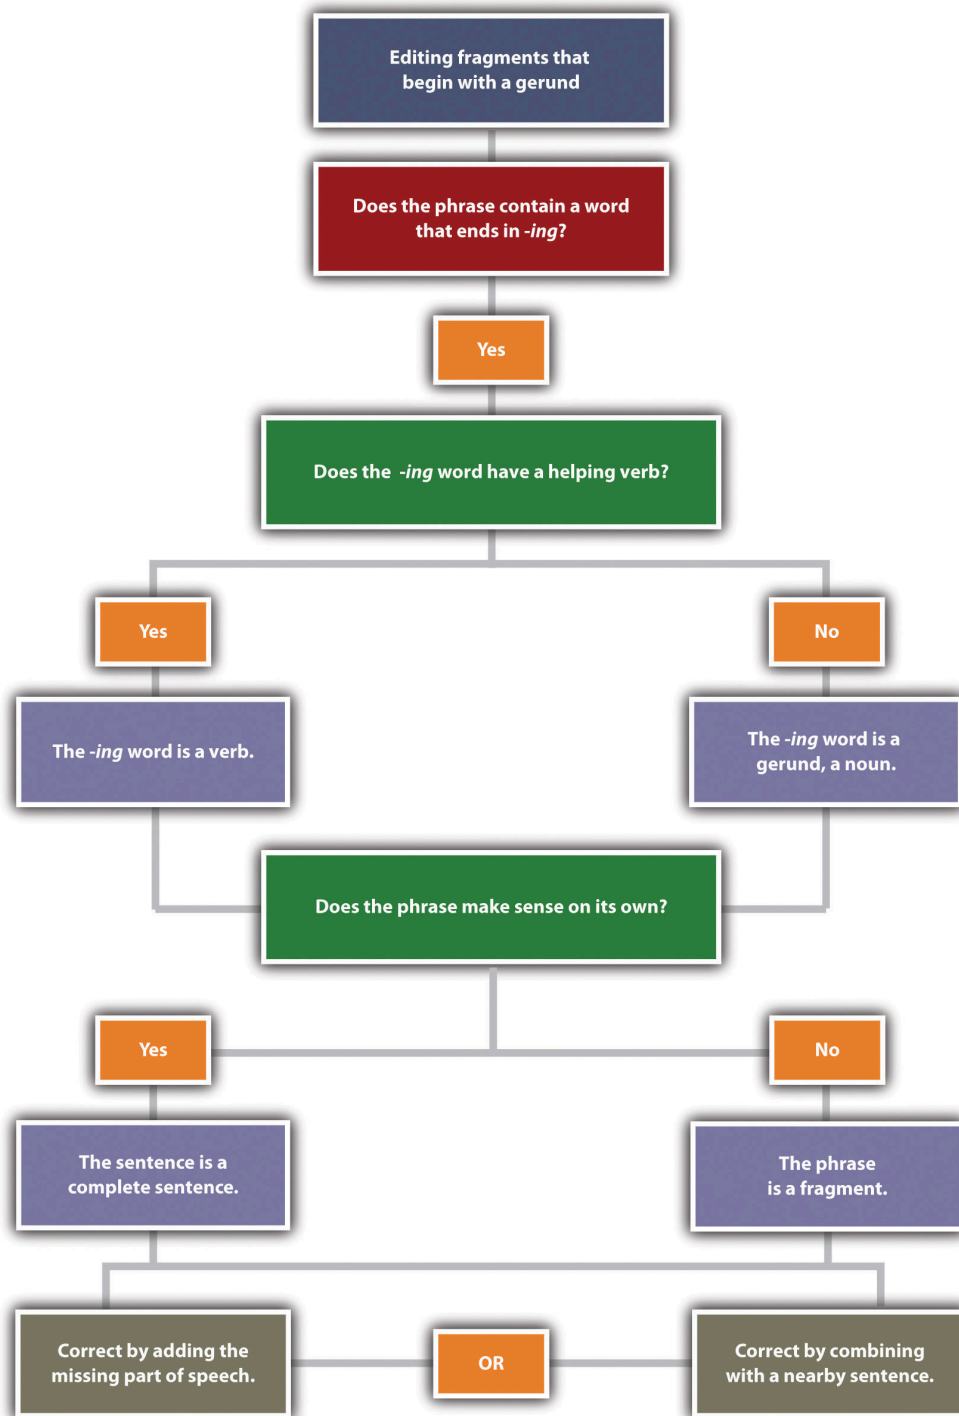 Editing fragments that
begin with a gerund
Does the phrase contain a word
that ends in -ing?
Yes
Does the -ing word have a helping verb?
Yes
No
The -ing word is a verb.
The -ing word is a
gerund, a noun.
Does the phrase make sense on its own?
Yes
No
The sentence is a
complete sentence.
The phrase
is a fragment.
Correct by adding the
missing part of speech.
OR
Correct by combining
with a nearby sentence.